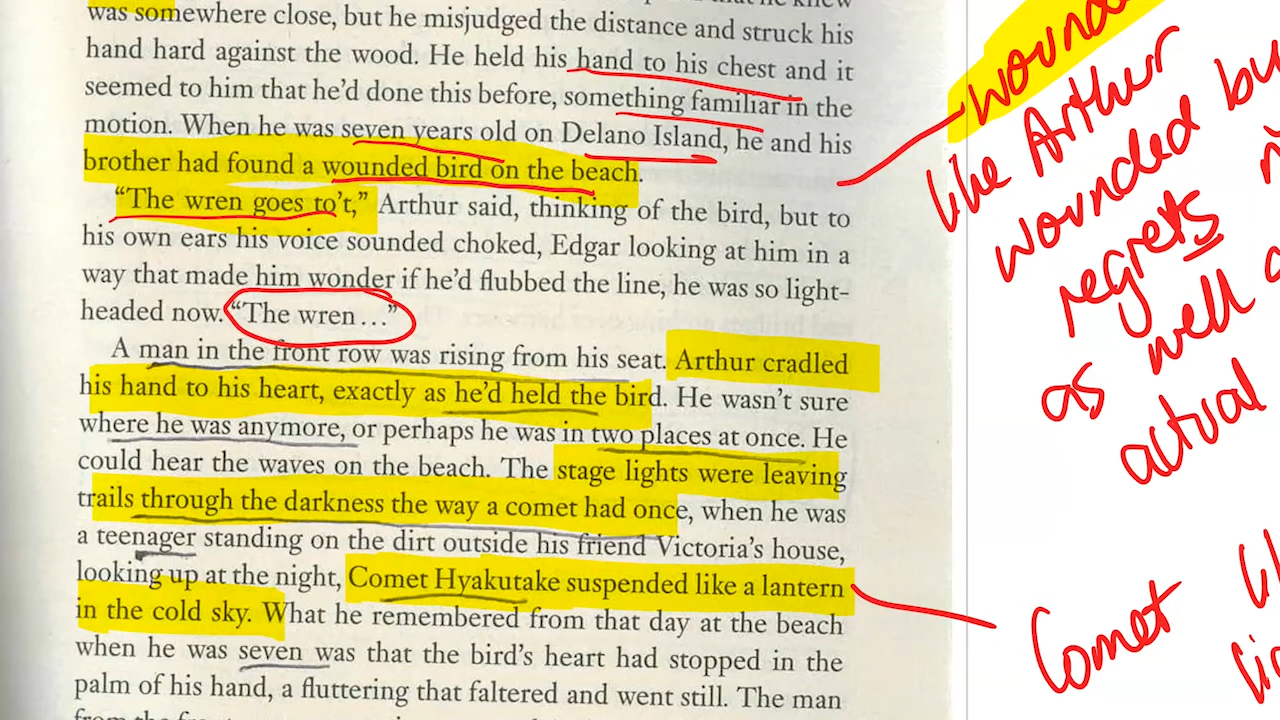 was somewhere close, but he misjudged the distance and struck his
hand hard against the wood. He held his hand to his chest and it
seemed to him that he'd done this before, something familiar in the
motion. When he was seven years old on Delano Island, he and his
brother had found a wounded bird on the beach.
“The wren goes to't,” Arthur said, thinking of the bird, but to
his own ears his voice sounded choked, Edgar looking at him in a
way that made him wonder if he'd flubbed the line, he was so light-
headed now. “The wren…”
A man in the front row was rising from his seat. Arthur cradled
his hand to his heart, exactly as he'd held the bird. He wasn't sure
where he was anymore, or perhaps he was in two places at once. He
could hear the waves on the beach. The stage lights were leaving
trails through the darkness the way a comet had once, when he was
a teenager standing on the dirt outside his friend Victoria's house,
looking up at the night, Comet Hyakutake suspended like a lantern
in the cold sky. What he remembered from that day at the beach
when he was seven was that the bird's heart had stopped in the
palm of his hand, a fluttering that faltered and went still. The man
like Arthur
wounded by
regrets
as well
actual
Comet